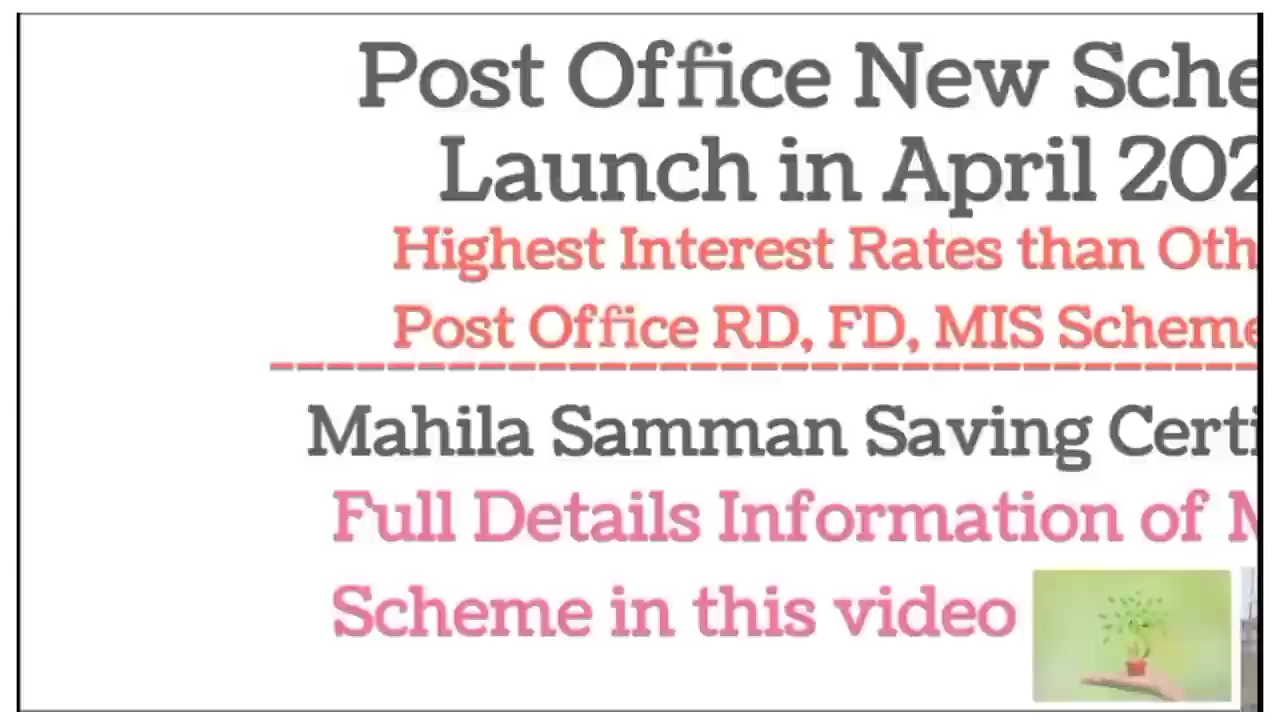 Post Office New Sche
Launch in April 202
Highest Interest Rates than Oth
Post Office RD, FD, MIS Scheme
Mahila Samman Saving Certi
Full Details Information of M
Scheme in this video